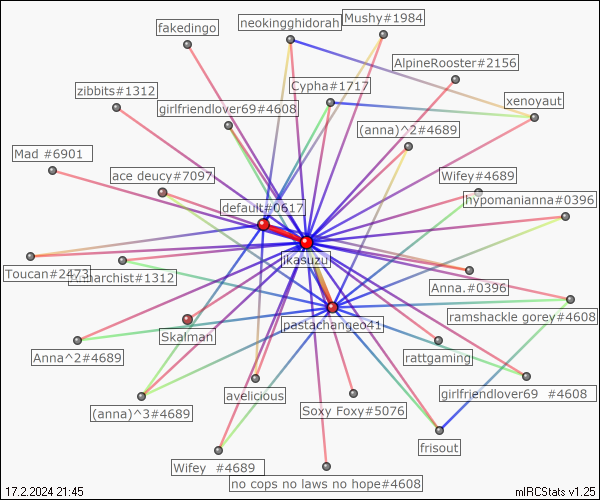 Mushy#1984
neokingghidorah
fakedingo
AlpineRooster#2156
Cypha#1717
zibbits#1312
xenoyaut
girlfriendlover69#4608
(anna)^2#4689
Mad #6901
ace deucy#7097
Wifey#4689
hypomanianna#0396
default#0617
jkasuzu
Toucan#2473
#1312
Anna.#0396
ramshackle gorey#4608
pastachangeo41
Skalman
Anna^2#4689
rattgaming
avelicious
girlfriendlover69 #4608
(anna)^3#4689
Soxy Foxy#5076
frisout
Wifey #4689
no cops no laws no hope#4608
17.2.2024 21:45
mIRCStats v1.25